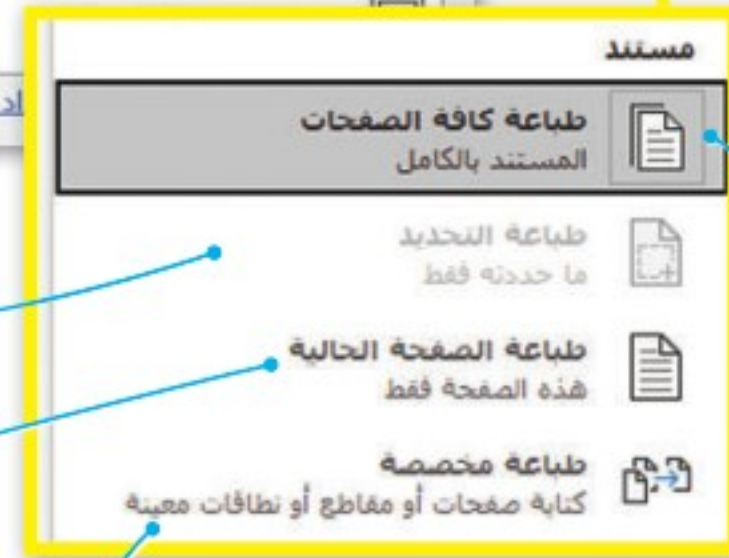 مستند
طباعة كافة الصفحات
المستند بالكامل
طباعة التحديد
ما حددته فقط
طباعة الصفحة الحالية
هذه الصفحة فقط
طباعة مخصصة
كتابة صفحات أو مقاطع أو نطاقات معينة